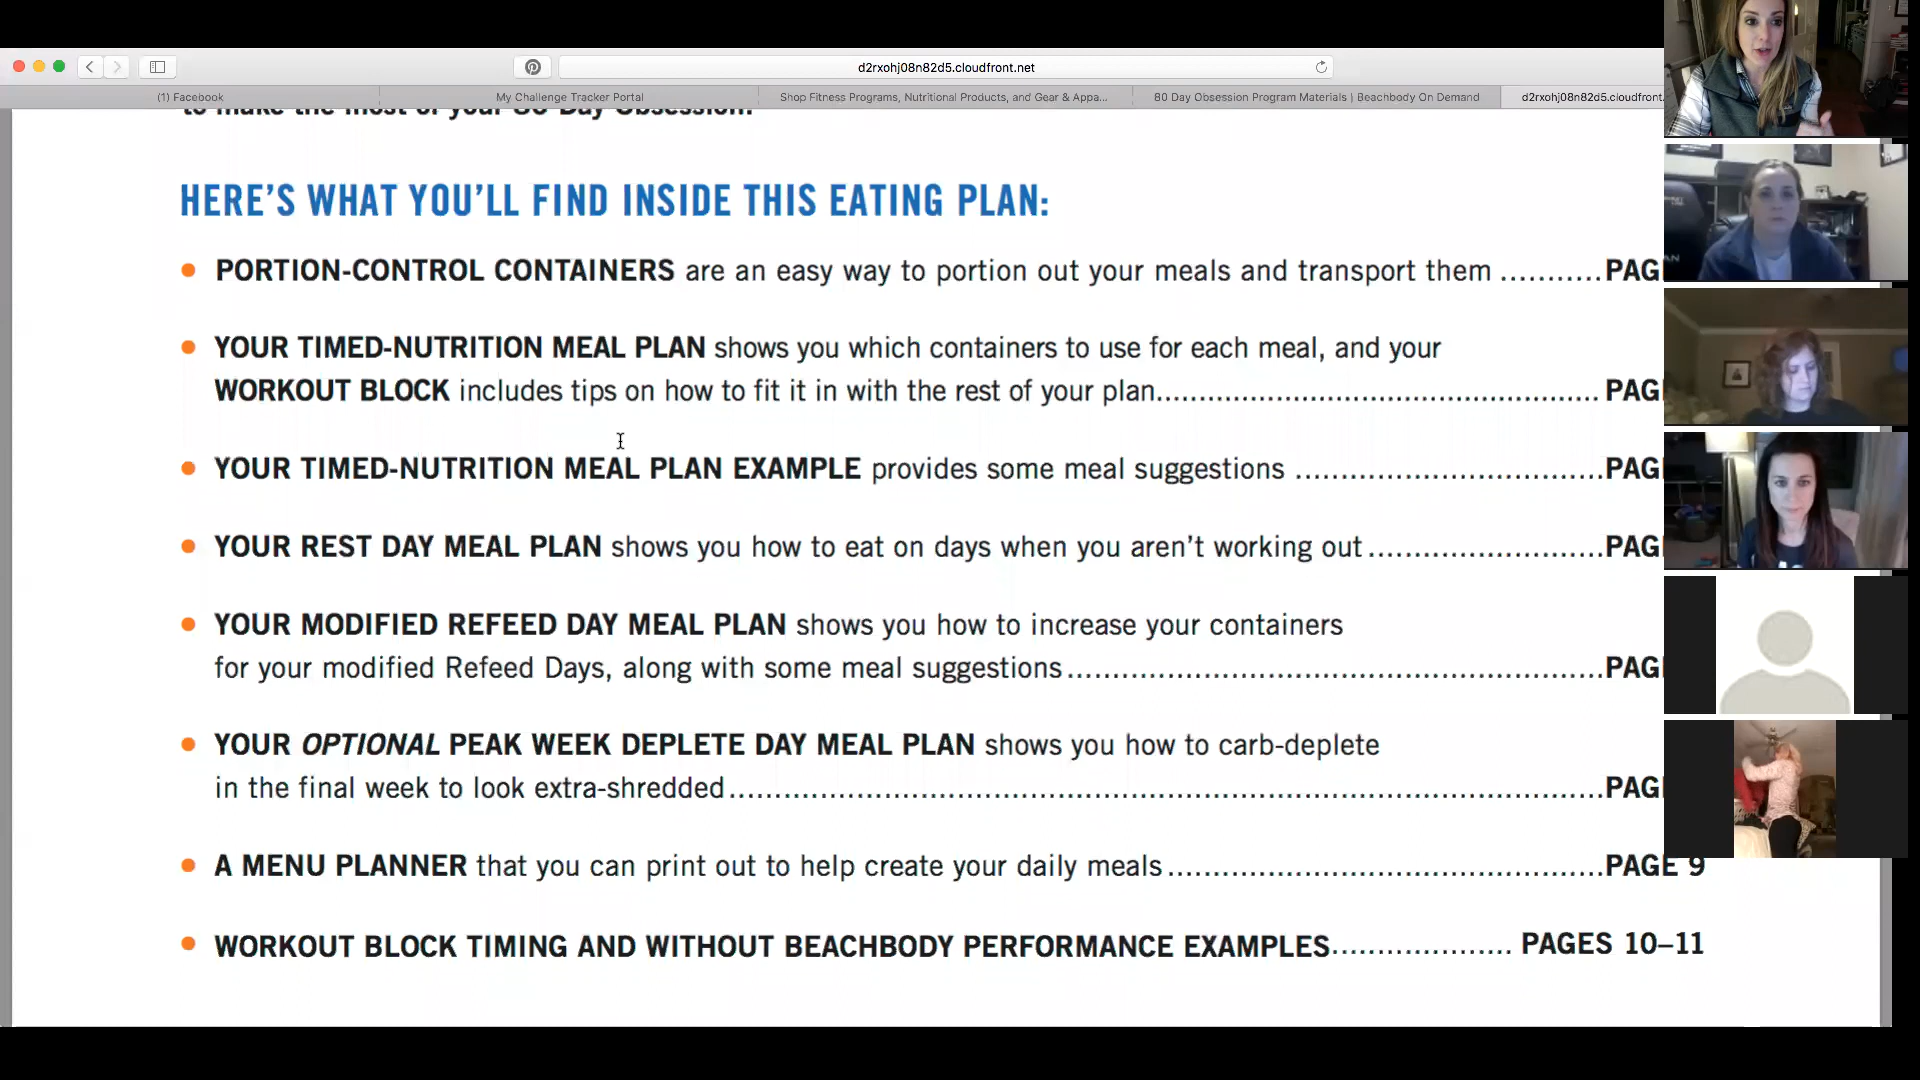 d2rxohj08n82d5.cloudfront.net
(1) Facebook
My Challenge Tracker Portal
Shop Fitness Programs, Nutritional Products, and Gear & Appa...
80 Day Obsession Program Materials | Beachbody On Demand
d2rxohj08n82d5.cloudfront.
to make the most of your 80 Day Obsession.
HERE'S WHAT YOU'LL FIND INSIDE THIS EATING PLAN:
● PORTION-CONTROL CONTAINERS are an easy way to portion out your meals and transport them ...........PAG
● YOUR TIMED-NUTRITION MEAL PLAN shows you which containers to use for each meal, and your
WORKOUT BLOCK includes tips on how to fit it in with the rest of your plan................................................PAG
● YOUR TIMED-NUTRITION MEAL PLAN EXAMPLE provides some meal suggestions .................................PAG
● YOUR REST DAY MEAL PLAN shows you how to eat on days when you aren't working out.........................PAG
● YOUR MODIFIED REFEED DAY MEAL PLAN shows you how to increase your containers
for your modified Refeed Days, along with some meal suggestions..........................................................PAG
● YOUR OPTIONAL PEAK WEEK DEPLETE DAY MEAL PLAN shows you how to carb-deplete
in the final week to look extra-shredded...............................................................................................PAG
● A MENU PLANNER that you can print out to help create your daily meals...............................................PAGE 9
● WORKOUT BLOCK TIMING AND WITHOUT BEACHBODY PERFORMANCE EXAMPLES................... PAGES 10–11